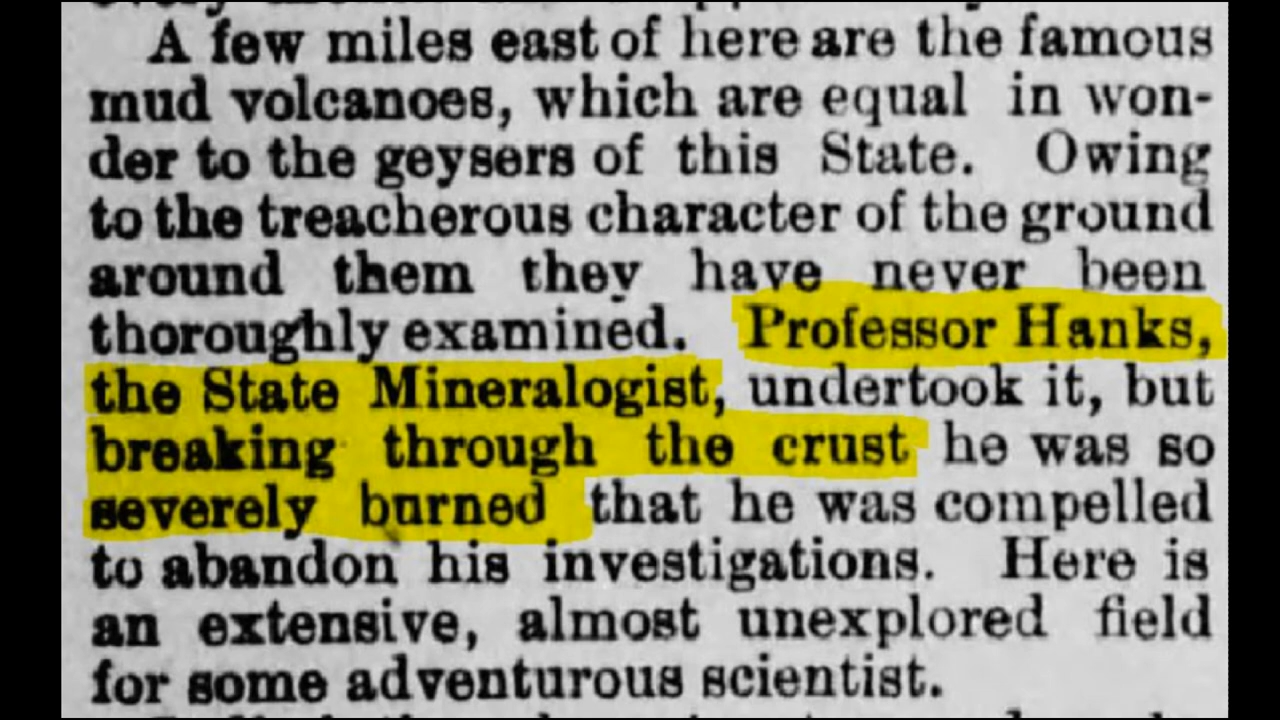 A few miles east of here are the famous
mud volcanoes, which are equal in won-
der to the geysers of this State. Owing
to the treacherous character of the ground
around them they have never been
thoroughly examined. Professor Hanks,
the State Mineralogist, undertook it, but
breaking through the crust he was so
severely burned that he was compelled
to abandon his investigations. Here is
an extensive, almost unexplored field
for some adventurous scientist.